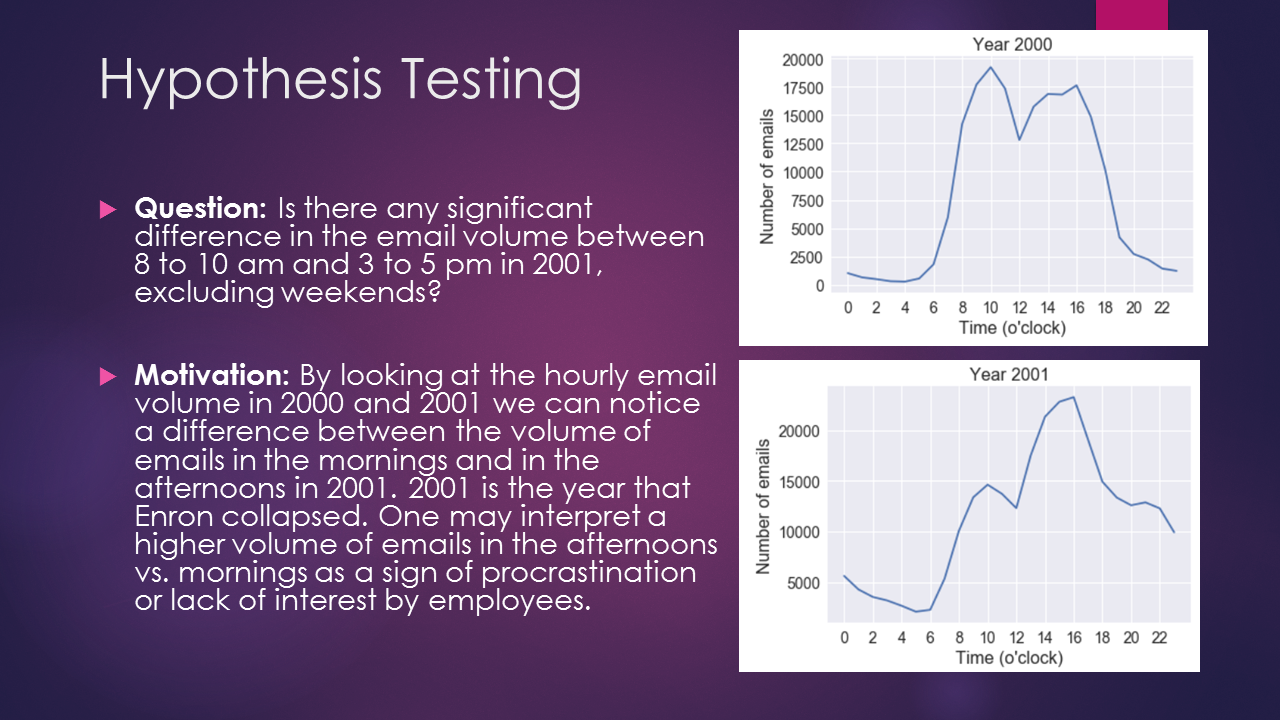 Hypothesis Testing
Question: Is there any significant
difference in the email volume between
8 to 10 am and 3 to 5 pm in 2001,
excluding weekends?
Motivation: By looking at the hourly email
volume in 2000 and 2001 we can notice
a difference between the volume of
emails in the mornings and in the
afternoons in 2001. 2001 is the year that
Enron collapsed. One may interpret a
higher volume of emails in the afternoons
vs. mornings as a sign of procrastination
or lack of interest by employees.
Year 2000
Number of emails
20000
17500
15000
12500
10000
7500
5000
2500
0
0 2 4 6 8 10 12 14 16 18 20 22
Time (o'clock)
Year 2001
Number of emails
20000
15000
10000
5000
0 2 4 6 8 10 12 14 16 18 20 22
Time (o'clock)